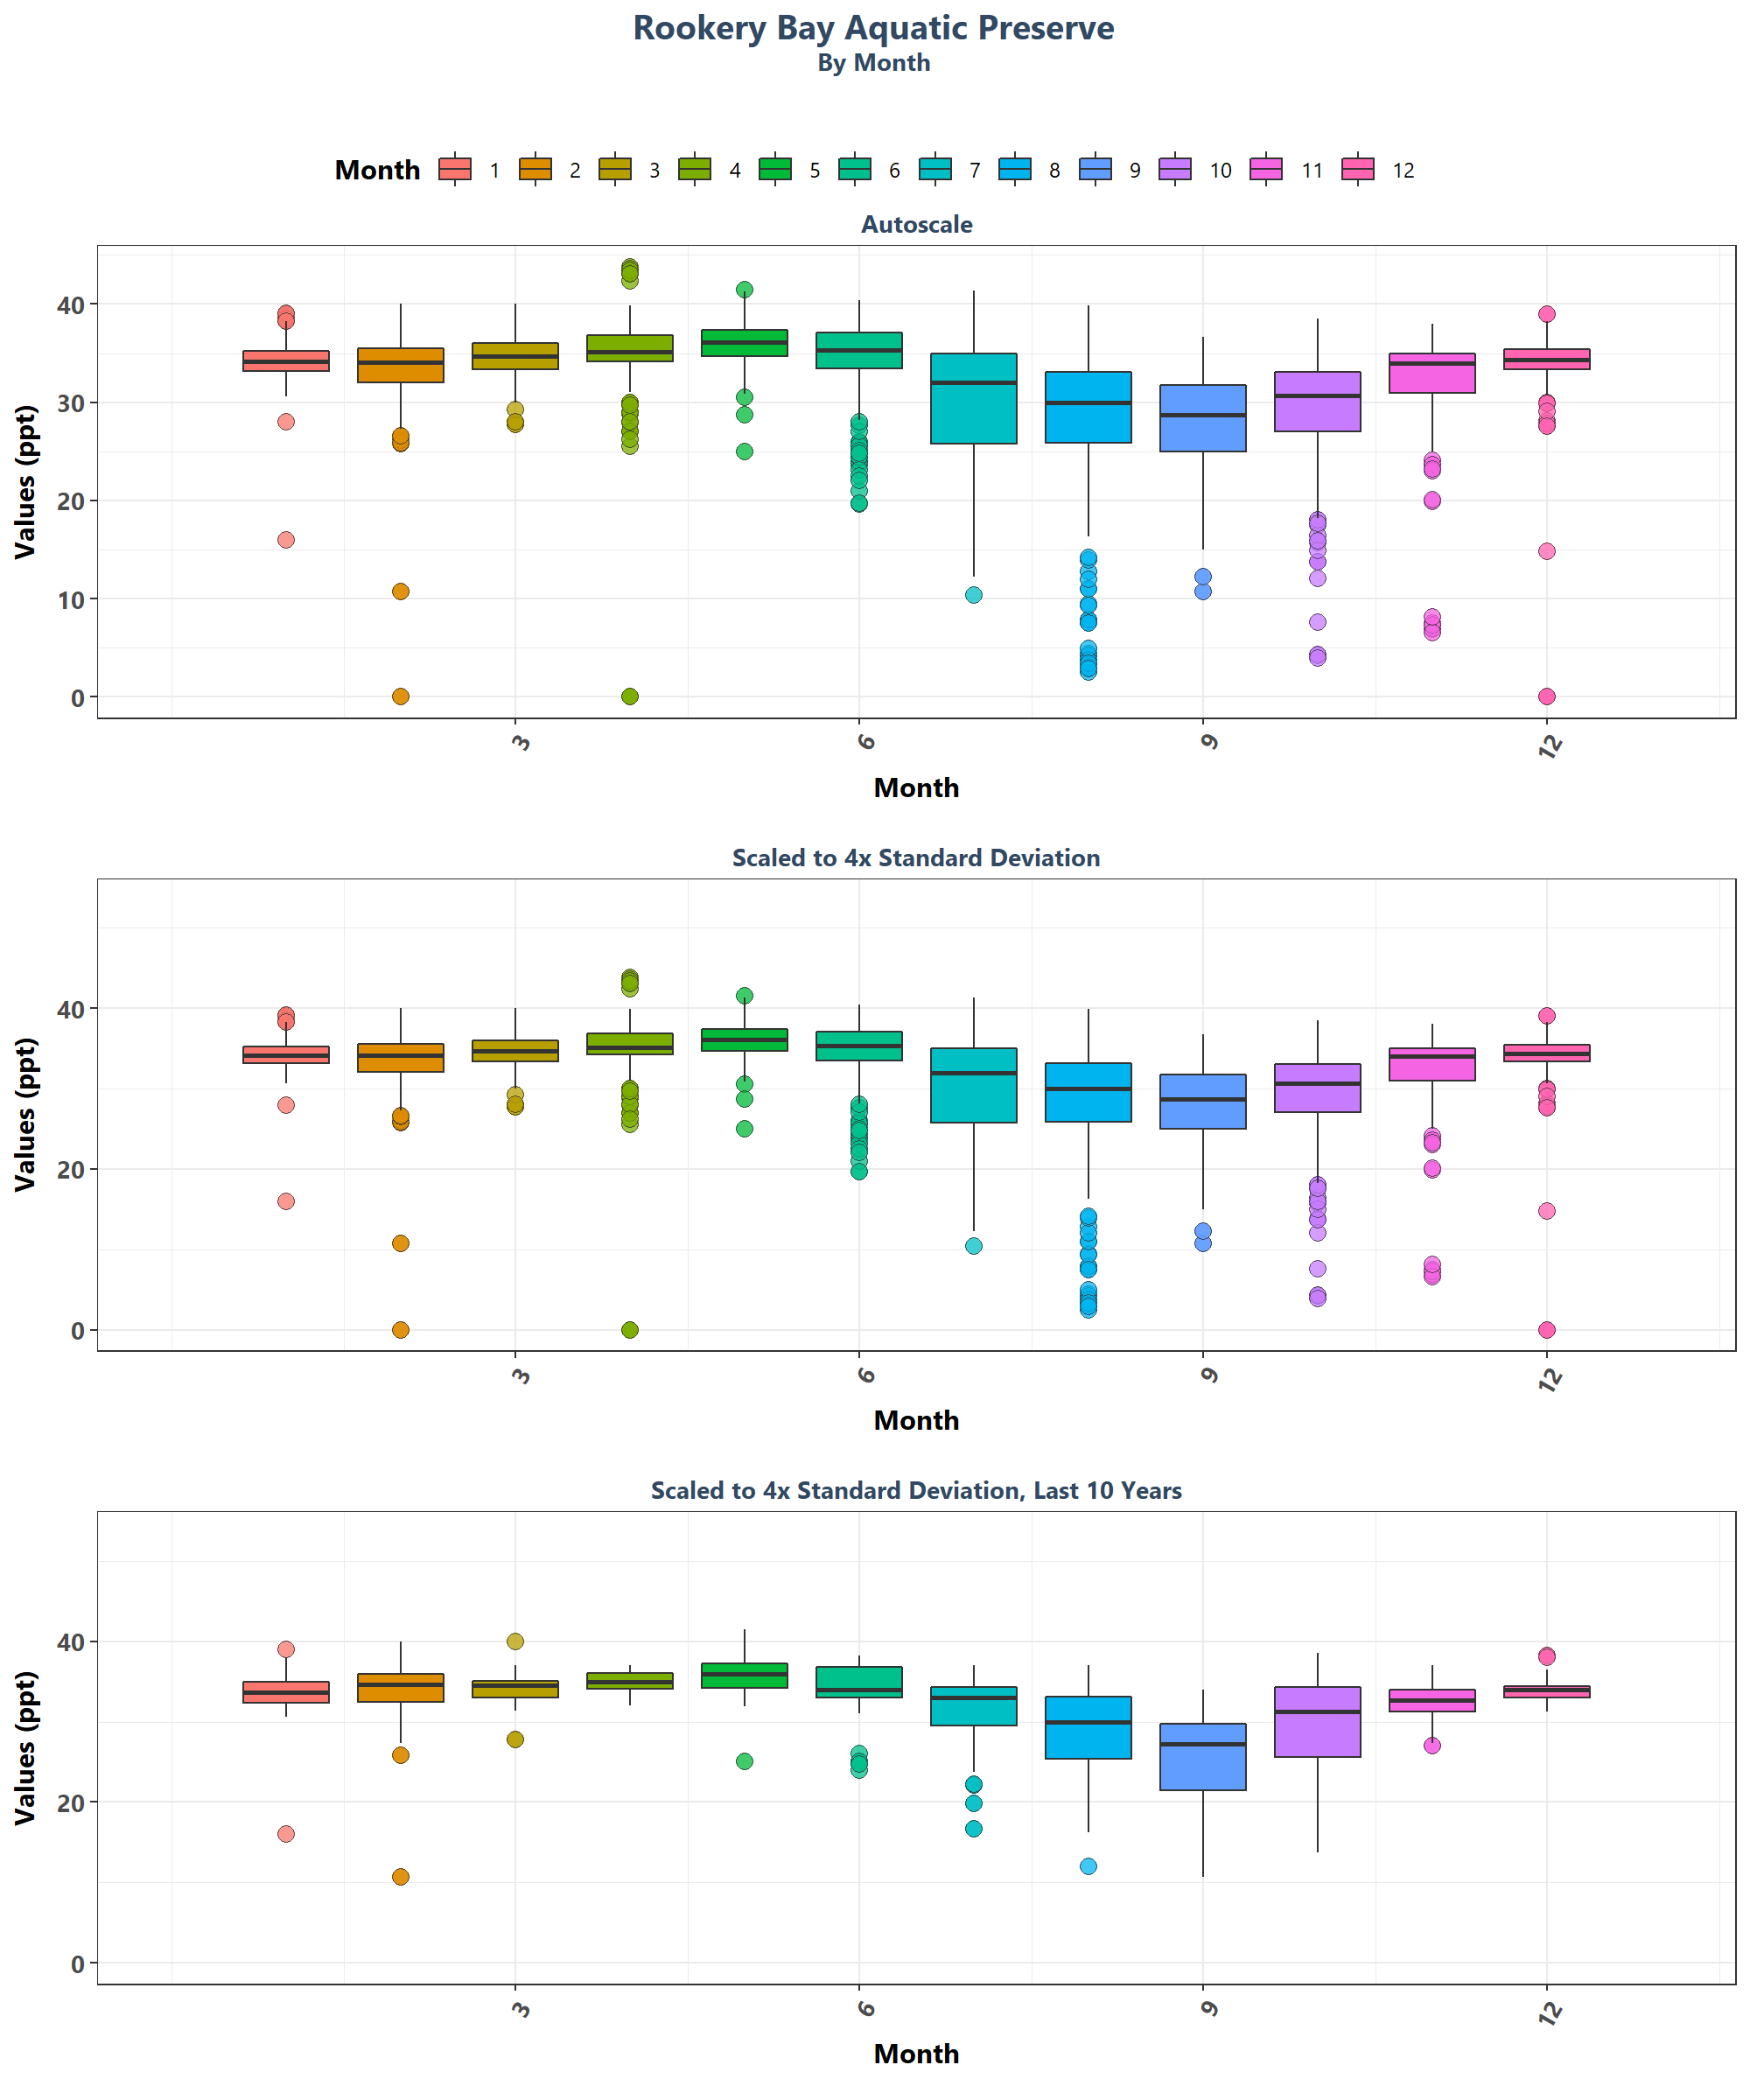 Rookery Bay Aquatic Preserve
By Month
Month 1 2 3 4 5 6 7 8 9 10 11 12
Autoscale
Values (ppt)
40
30
20
10
0
3 6 9 12
Month
Scaled to 4x Standard Deviation
Values (ppt)
40
20
0
3 6 9 12
Month
Scaled to 4x Standard Deviation, Last 10 Years
Values (ppt)
40
20
0
3 6 9 12
Month